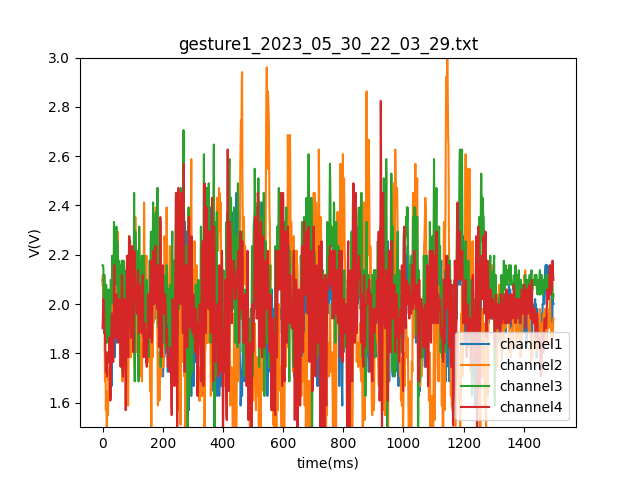 gesture1_2023_05_30_22_03_29.txt
V(V)
3.0
2.8
2.6
2.4
2.2
2.0
1.8
1.6
0 200 400 600 800 1000 1200 1400
time(ms)
channel1
channel2
channel3
channel4